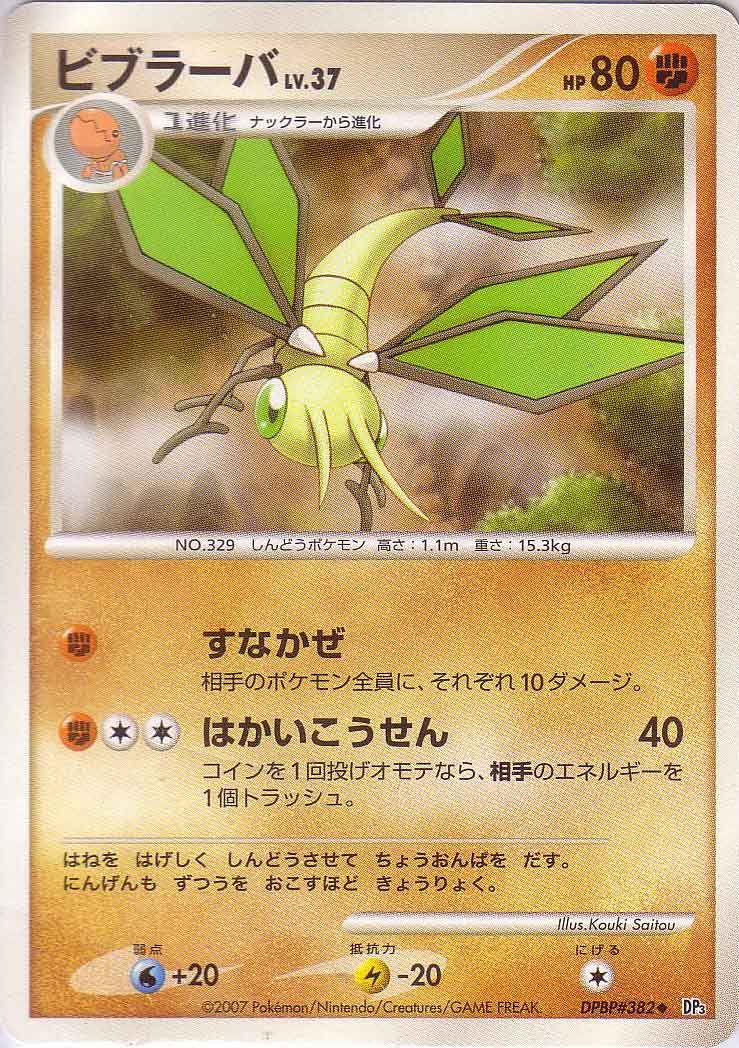 ビブラーバ LV.37 HP 80
1進化 ナックラーから進化
NO.329 しんどうポケモン 高さ:1.1m 重さ:15.3kg
すなかぜ
相手のポケモン全員に、それぞれ10ダメージ。
はかいこうせん 40
コインを1回投げオモテなら、相手のエネルギーを
1個トラッシュ。
はねを はげしく しんどうさせて ちょうおんぱを だす。
にんげんも ずつうを おこすほど きょうりょく。
Illus.Kouki Saitou
弱点 抵抗力 にげる
+20 −20
©2007 Pokémon/Nintendo/Creatures/GAME FREAK. DPBP#382◆ DP3